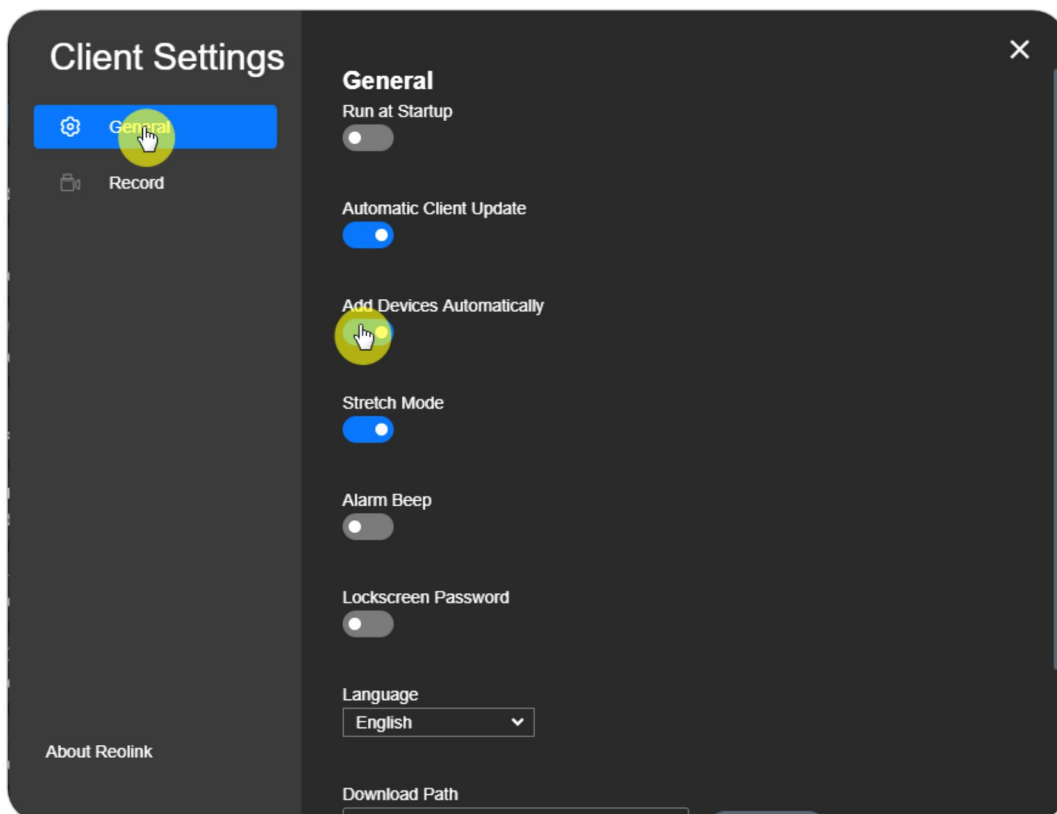 Client Settings
General
Record
About Reolink
General
Run at Startup
Automatic Client Update
Add Devices Automatically
Stretch Mode
Alarm Beep
Lockscreen Password
Language
English
Download Path